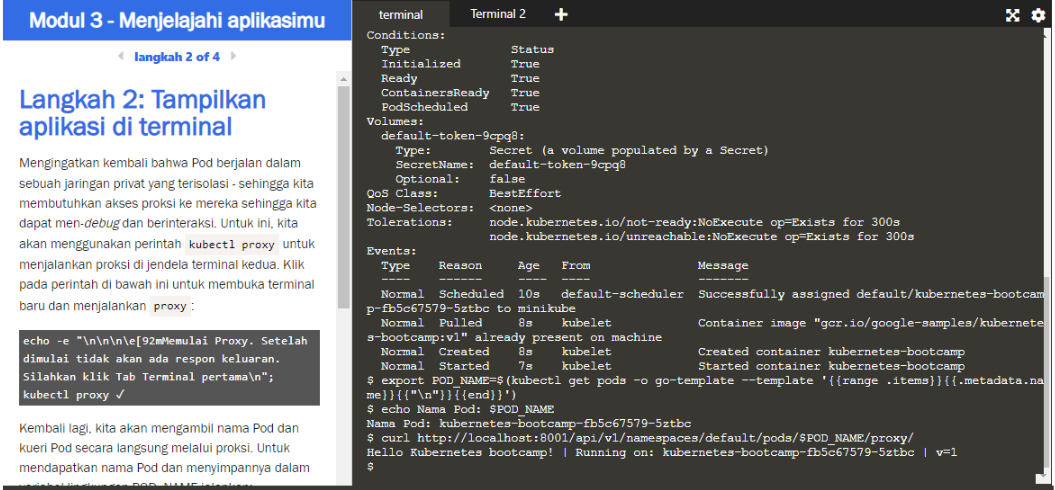 Modul 3 - Menjelajahi aplikasimu
langkah 2 of 4
Langkah 2: Tampilkan
aplikasi di terminal
Mengingatkan kembali bahwa Pod berjalan dalam
sebuah jaringan privat yang terisolasi - sehingga kita
membutuhkan akses proksi ke mereka sehingga kita
dapat men-debug dan berinteraksi. Untuk ini, kita
akan menggunakan perintah kubectl proxy untuk
menjalankan proksi di jendela terminal kedua. Klik
pada perintah di bawah ini untuk membuka terminal
baru dan menjalankan proxy :
echo -e "\n\n\n\e[92mMemulai Proxy. Setelah
dimulai tidak akan ada respon keluaran.
Silahkan klik Tab Terminal pertama\n";
kubectl proxy ✓
Kembali lagi, kita akan mengambil nama Pod dan
kueri Pod secara langsung melalui proksi. Untuk
mendapatkan nama Pod dan menyimpannya dalam
variabel lingkungan POD_NAME jalankan:
terminal
Terminal 2
+
Conditions:
Type Status
Initialized True
Ready True
ContainersReady True
PodScheduled True
Volumes:
default-token-9cpq8:
Type: Secret (a volume populated by a Secret)
SecretName: default-token-9cpq8
Optional: false
QoS Class: BestEffort
Node-Selectors: <none>
Tolerations: node.kubernetes.io/not-ready:NoExecute op=Exists for 300s
node.kubernetes.io/unreachable:NoExecute op=Exists for 300s
Events:
Type Reason Age From Message
---- ------ ---- ---- -------
Normal Scheduled 10s default-scheduler Successfully assigned default/kubernetes-bootcam
p-fb5c67579-5ztbc to minikube
Normal Pulled 8s kubelet Container image "gcr.io/google-samples/kubernete
s-bootcamp:v1" already present on machine
Normal Created 8s kubelet Created container kubernetes-bootcamp
Normal Started 7s kubelet Started container kubernetes-bootcamp
$ export POD_NAME=$(kubectl get pods -o go-template --template '{{range .items}}{{.metadata.na
me}}{{"\n"}}{{end}}')
$ echo Nama Pod: $POD_NAME
Nama Pod: kubernetes-bootcamp-fb5c67579-5ztbc
$ curl http://localhost:8001/api/v1/namespaces/default/pods/$POD_NAME/proxy/
Hello Kubernetes bootcamp! | Running on: kubernetes-bootcamp-fb5c67579-5ztbc | v=1
$